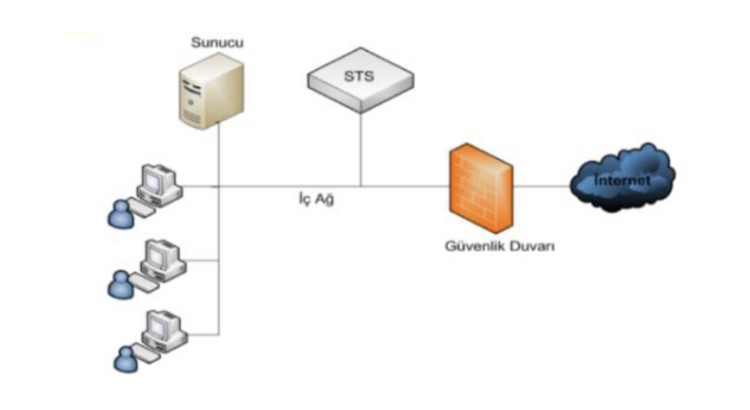 Sunucu
STS
İç Ağ
İnternet
Güvenlik Duvarı